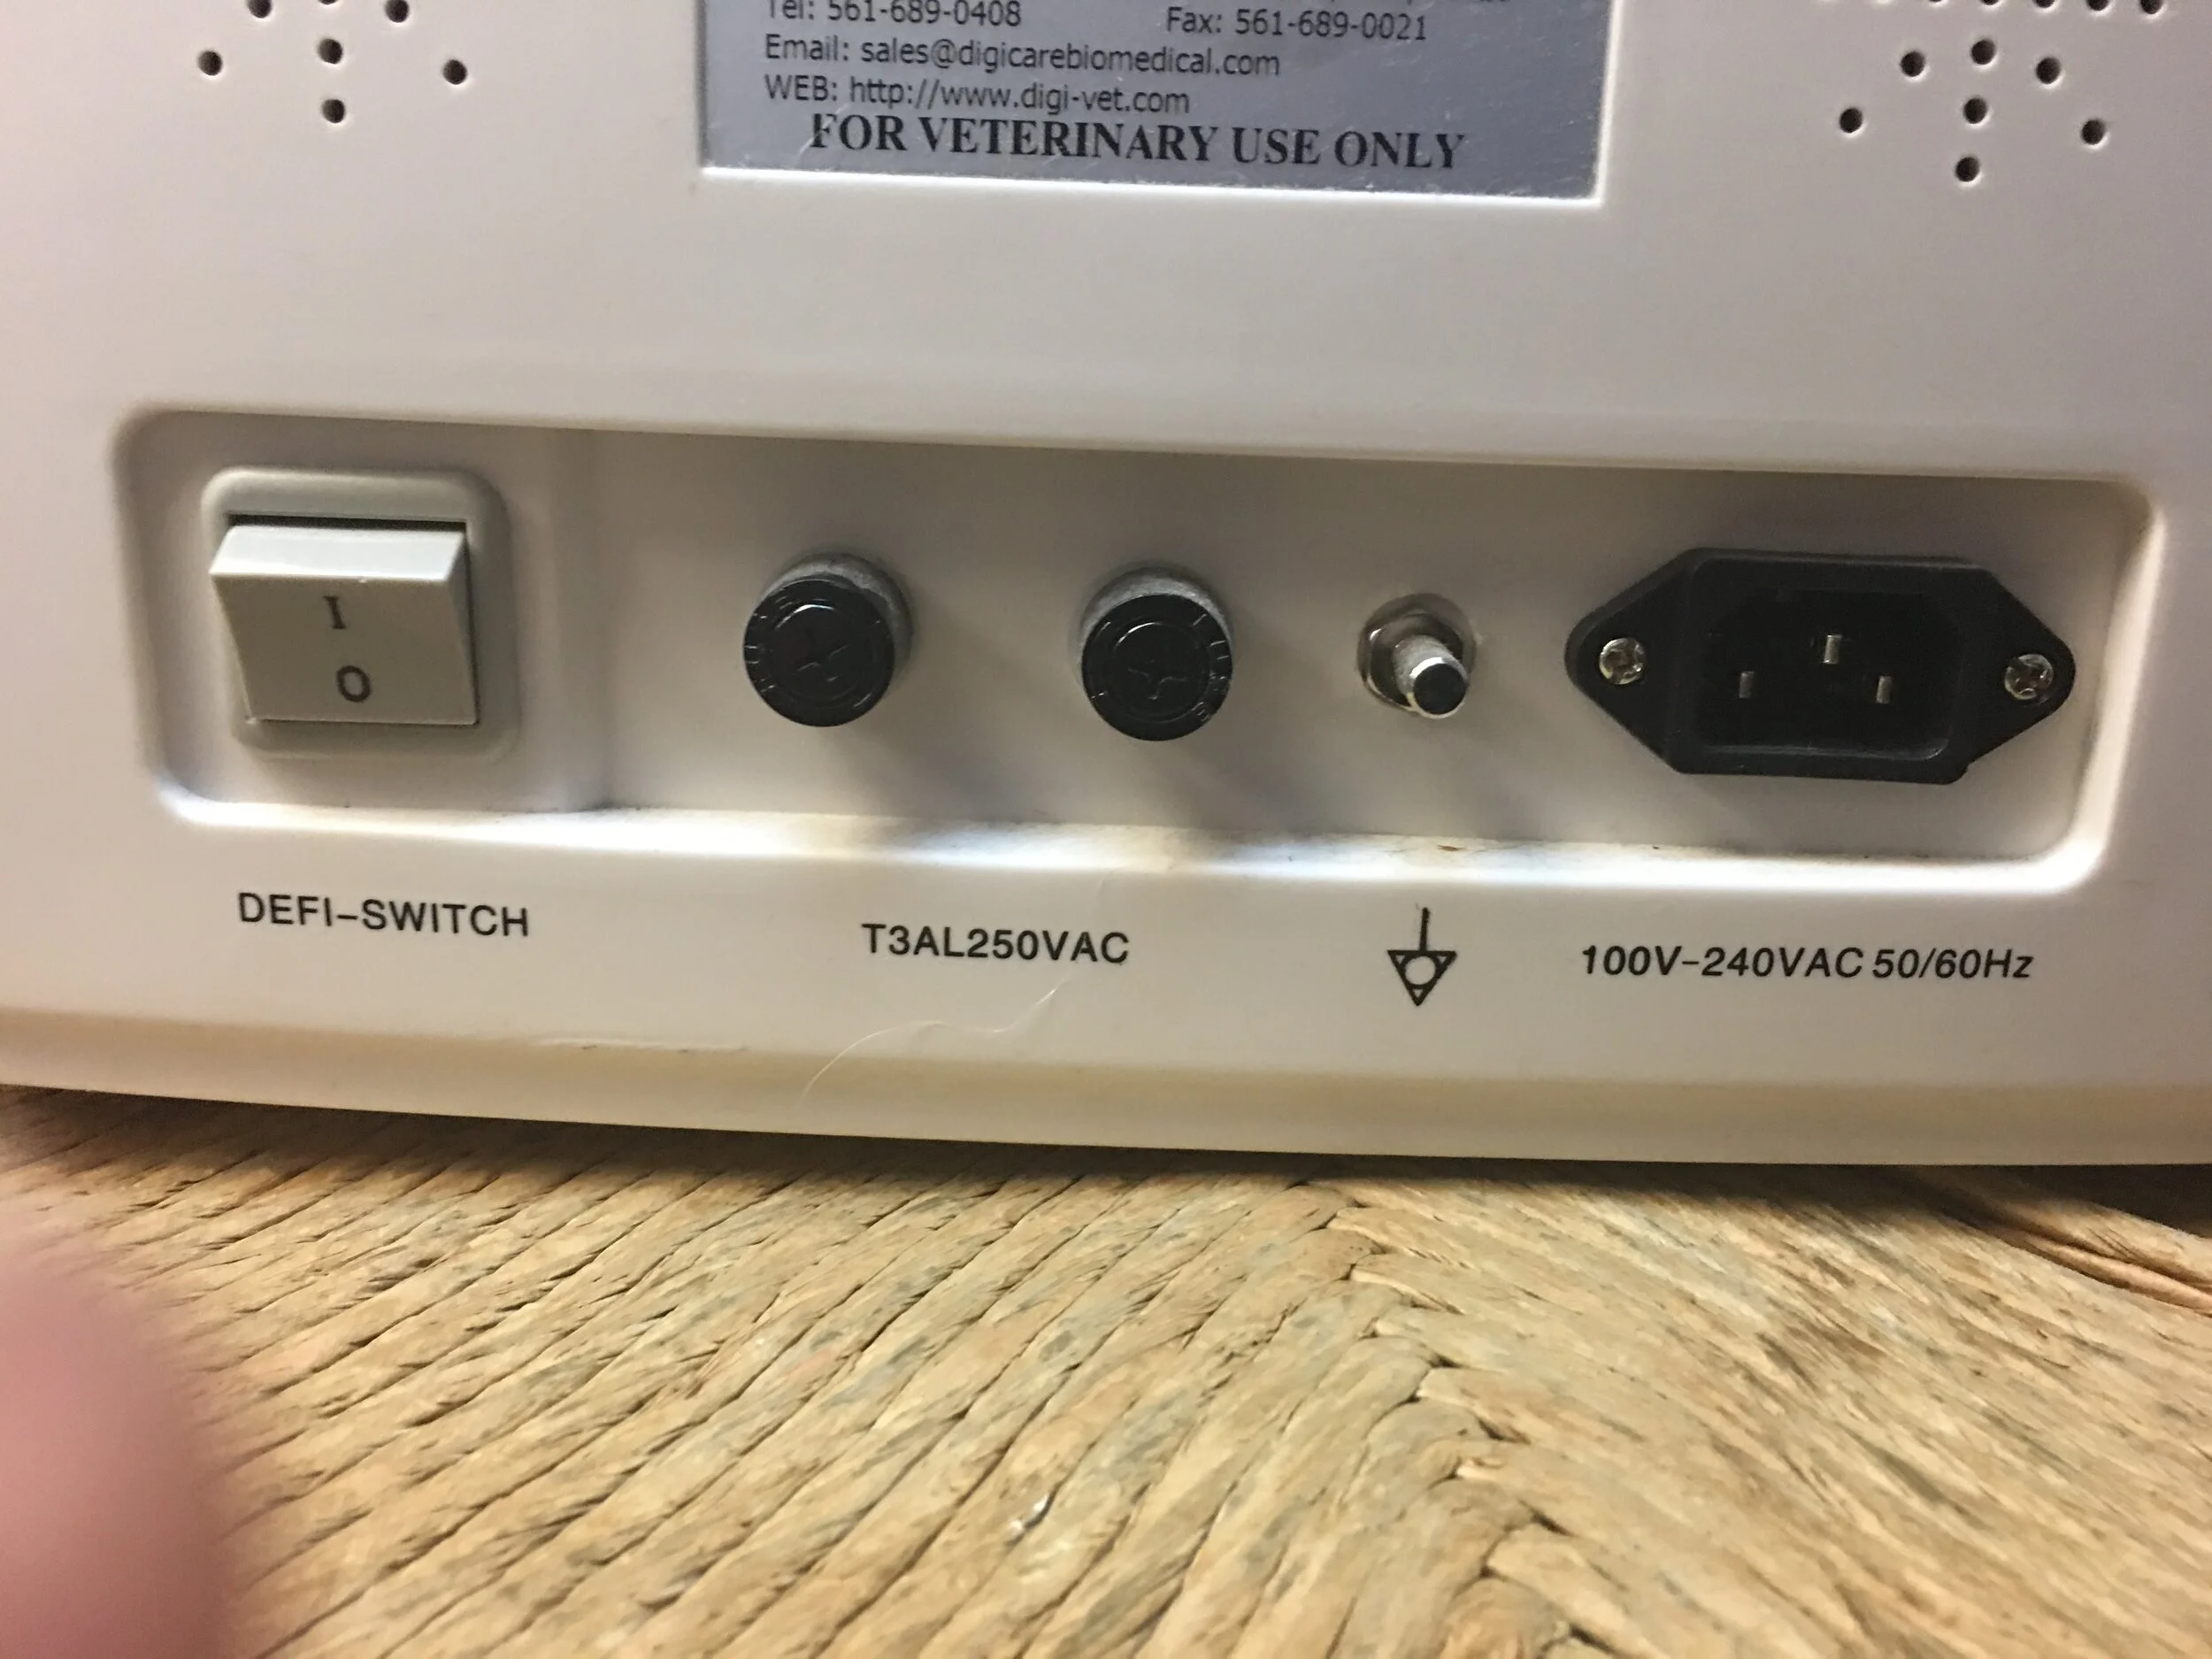 Tel: 561-689-0408 Fax: 561-689-0021
Email: sales@digicarebiomedical.com
WEB: http://www.digi-vet.com
FOR VETERINARY USE ONLY
I
O
DEFI-SWITCH
T3AL250VAC
100V-240VAC 50/60Hz